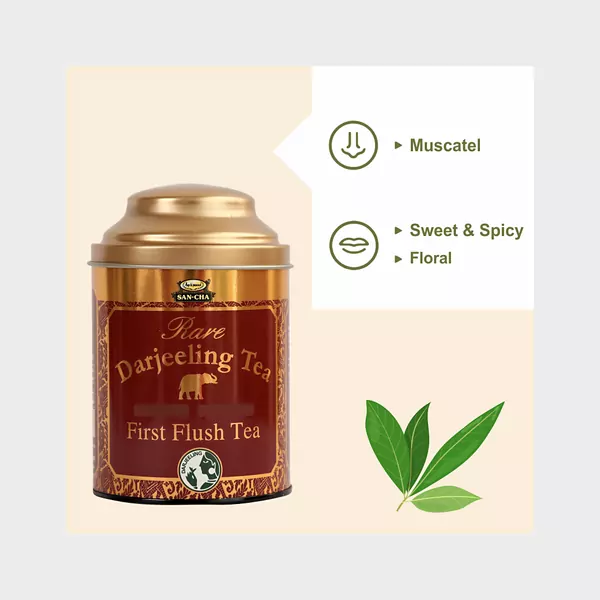 SAN-CHA
Rare
Darjeeling Tea
First Flush Tea
DARJEELING
Muscatel
Sweet & Spicy
Floral